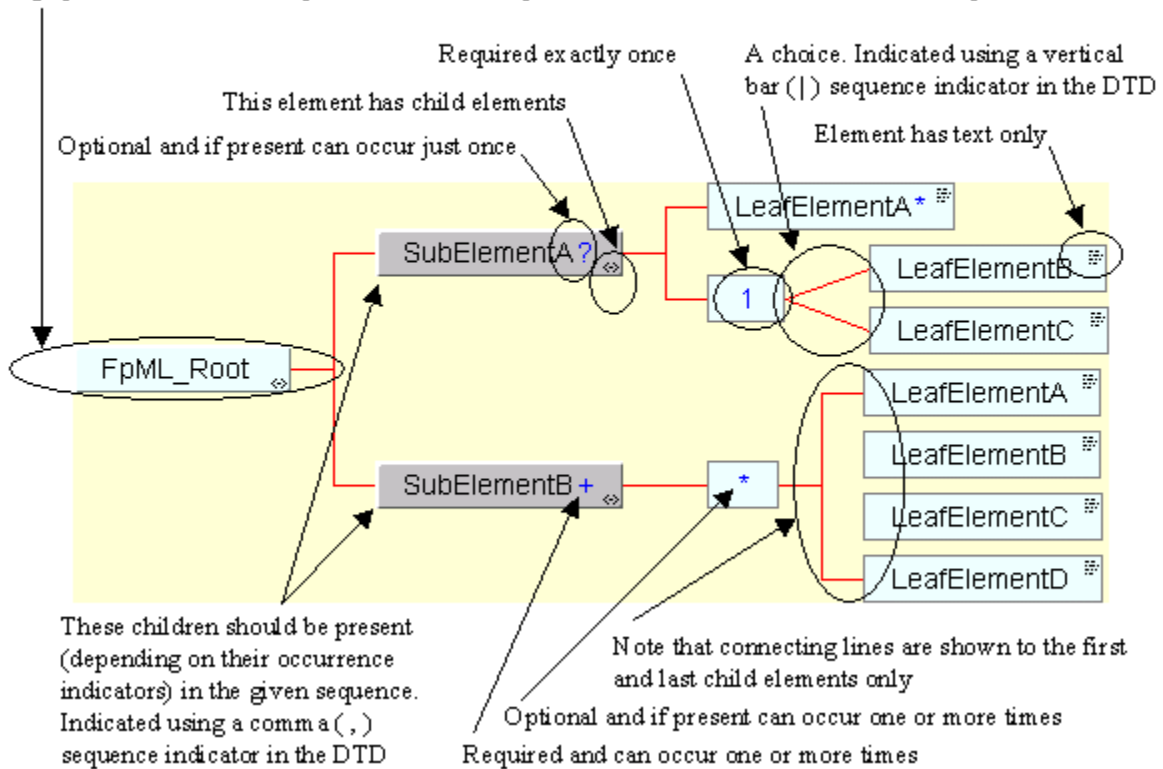 Required exactly once
A choice. Indicated using a vertical
bar (|) sequence indicator in the DTD
This element has child elements
Element has text only
Optional and if present can occur just once
LeafElementA*
SubElementA?
LeafElementB
1
LeafElementC
FpML_Root
LeafElementA
LeafElementB
SubElementB+
*
LeafElementC
LeafElementD
These children should be present
(depending on their occurrence
indicators) in the given sequence.
Indicated using a comma ( , )
sequence indicator in the DTD
Note that connecting lines are shown to the first
and last child elements only
Optional and if present can occur one or more times
Required and can occur one or more times